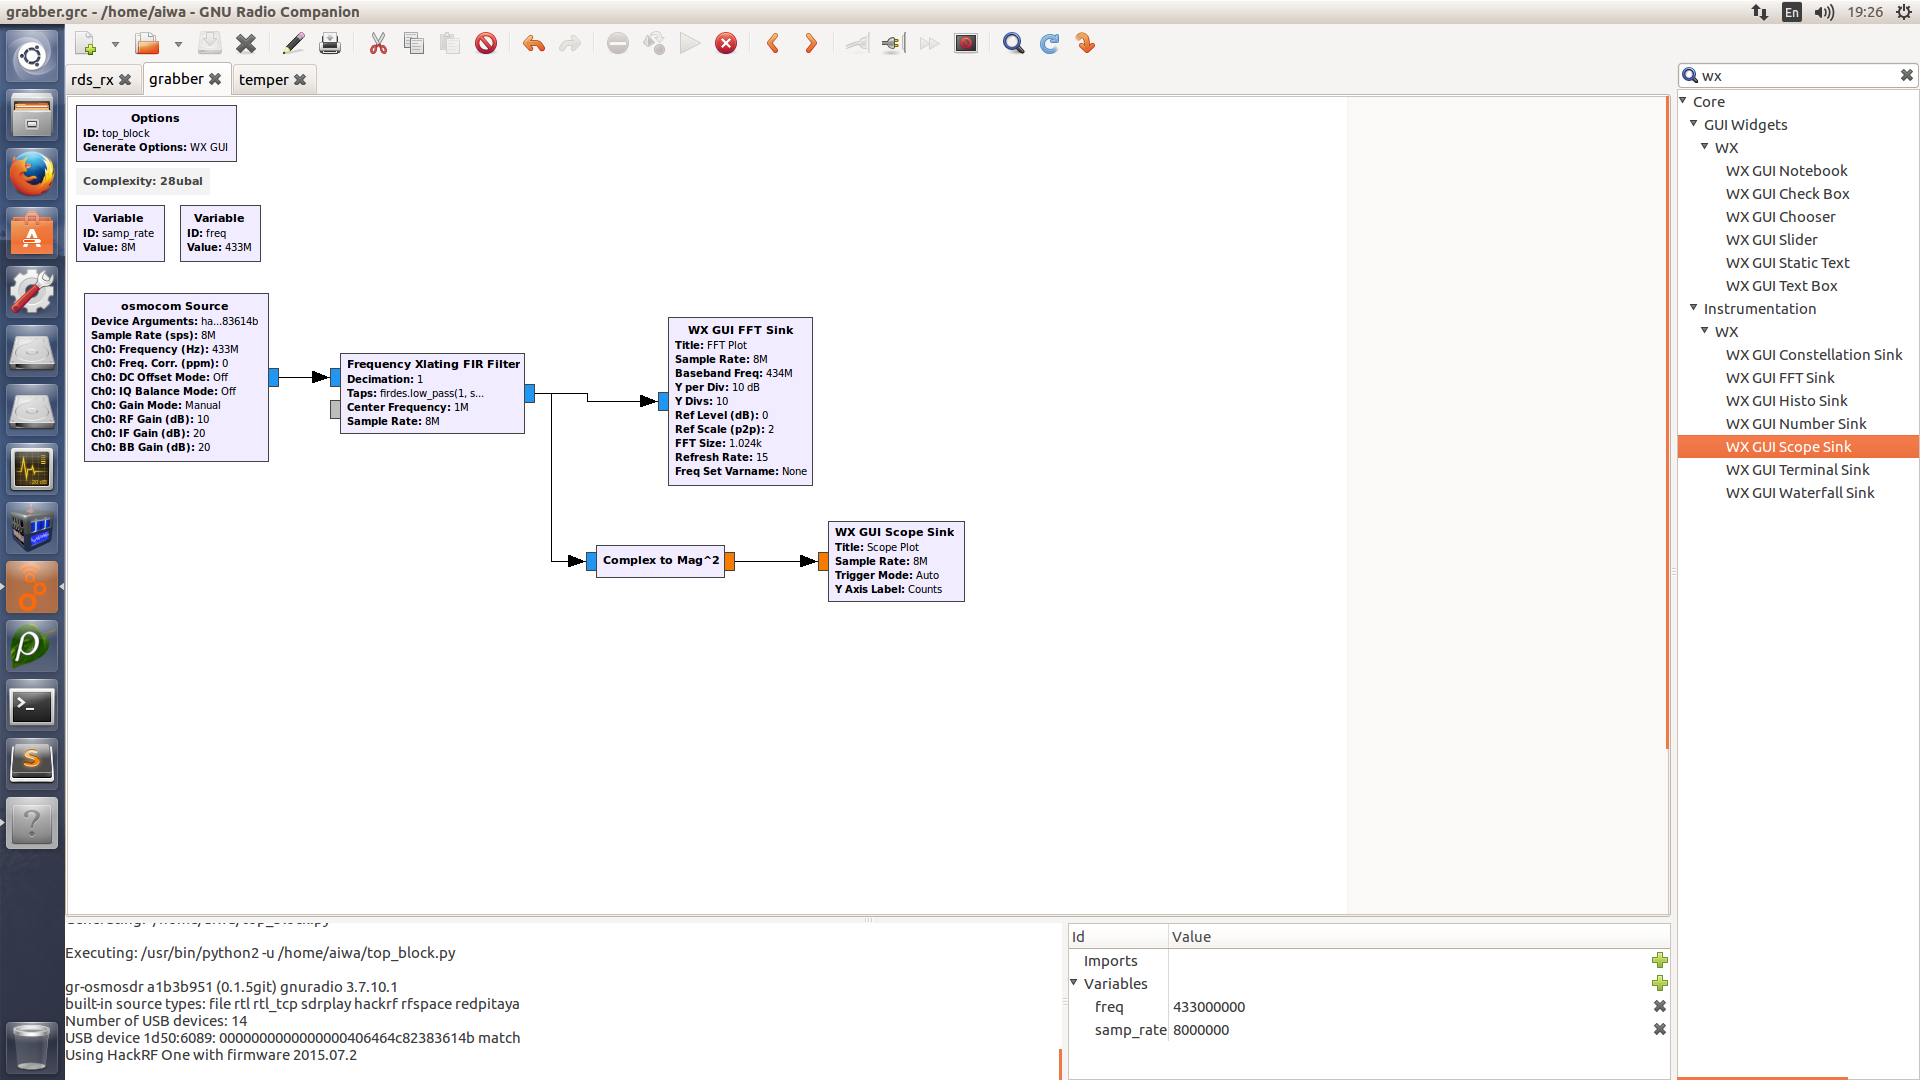 grabber.grc - /home/aiwa - GNU Radio Companion
En
19:26
rds_rx
grabber
temper
wx
Options
ID: top_block
Generate Options: WX GUI
Complexity: 28ubal
Variable
ID: samp_rate
Value: 8M
Variable
ID: freq
Value: 433M
osmocom Source
Device Arguments: ha...83614b
Sample Rate (sps): 8M
Ch0: Frequency (Hz): 433M
Ch0: Freq. Corr. (ppm): 0
Ch0: DC Offset Mode: Off
Ch0: IQ Balance Mode: Off
Ch0: Gain Mode: Manual
Ch0: RF Gain (dB): 10
Ch0: IF Gain (dB): 20
Ch0: BB Gain (dB): 20
Frequency Xlating FIR Filter
Decimation: 1
Taps: firdes.low_pass(1, s...
Center Frequency: 1M
Sample Rate: 8M
WX GUI FFT Sink
Title: FFT Plot
Sample Rate: 8M
Baseband Freq: 434M
Y per Div: 10 dB
Y Divs: 10
Ref Level (dB): 0
Ref Scale (p2p): 2
FFT Size: 1.024k
Refresh Rate: 15
Freq Set Varname: None
Complex to Mag^2
WX GUI Scope Sink
Title: Scope Plot
Sample Rate: 8M
Trigger Mode: Auto
Y Axis Label: Counts
Core
GUI Widgets
WX
WX GUI Notebook
WX GUI Check Box
WX GUI Chooser
WX GUI Slider
WX GUI Static Text
WX GUI Text Box
Instrumentation
WX
WX GUI Constellation Sink
WX GUI FFT Sink
WX GUI Histo Sink
WX GUI Number Sink
WX GUI Scope Sink
WX GUI Terminal Sink
WX GUI Waterfall Sink
Executing: /usr/bin/python2 -u /home/aiwa/top_block.py
gr-osmosdr a1b3b951 (0.1.5git) gnuradio 3.7.10.1
built-in source types: file rtl rtl_tcp sdrplay hackrf rfspace redpitaya
Number of USB devices: 14
USB device 1d50:6089: 0000000000000000406464c82383614b match
Using HackRF One with firmware 2015.07.2
Id Value
Imports
Variables
freq 433000000
samp_rate 8000000